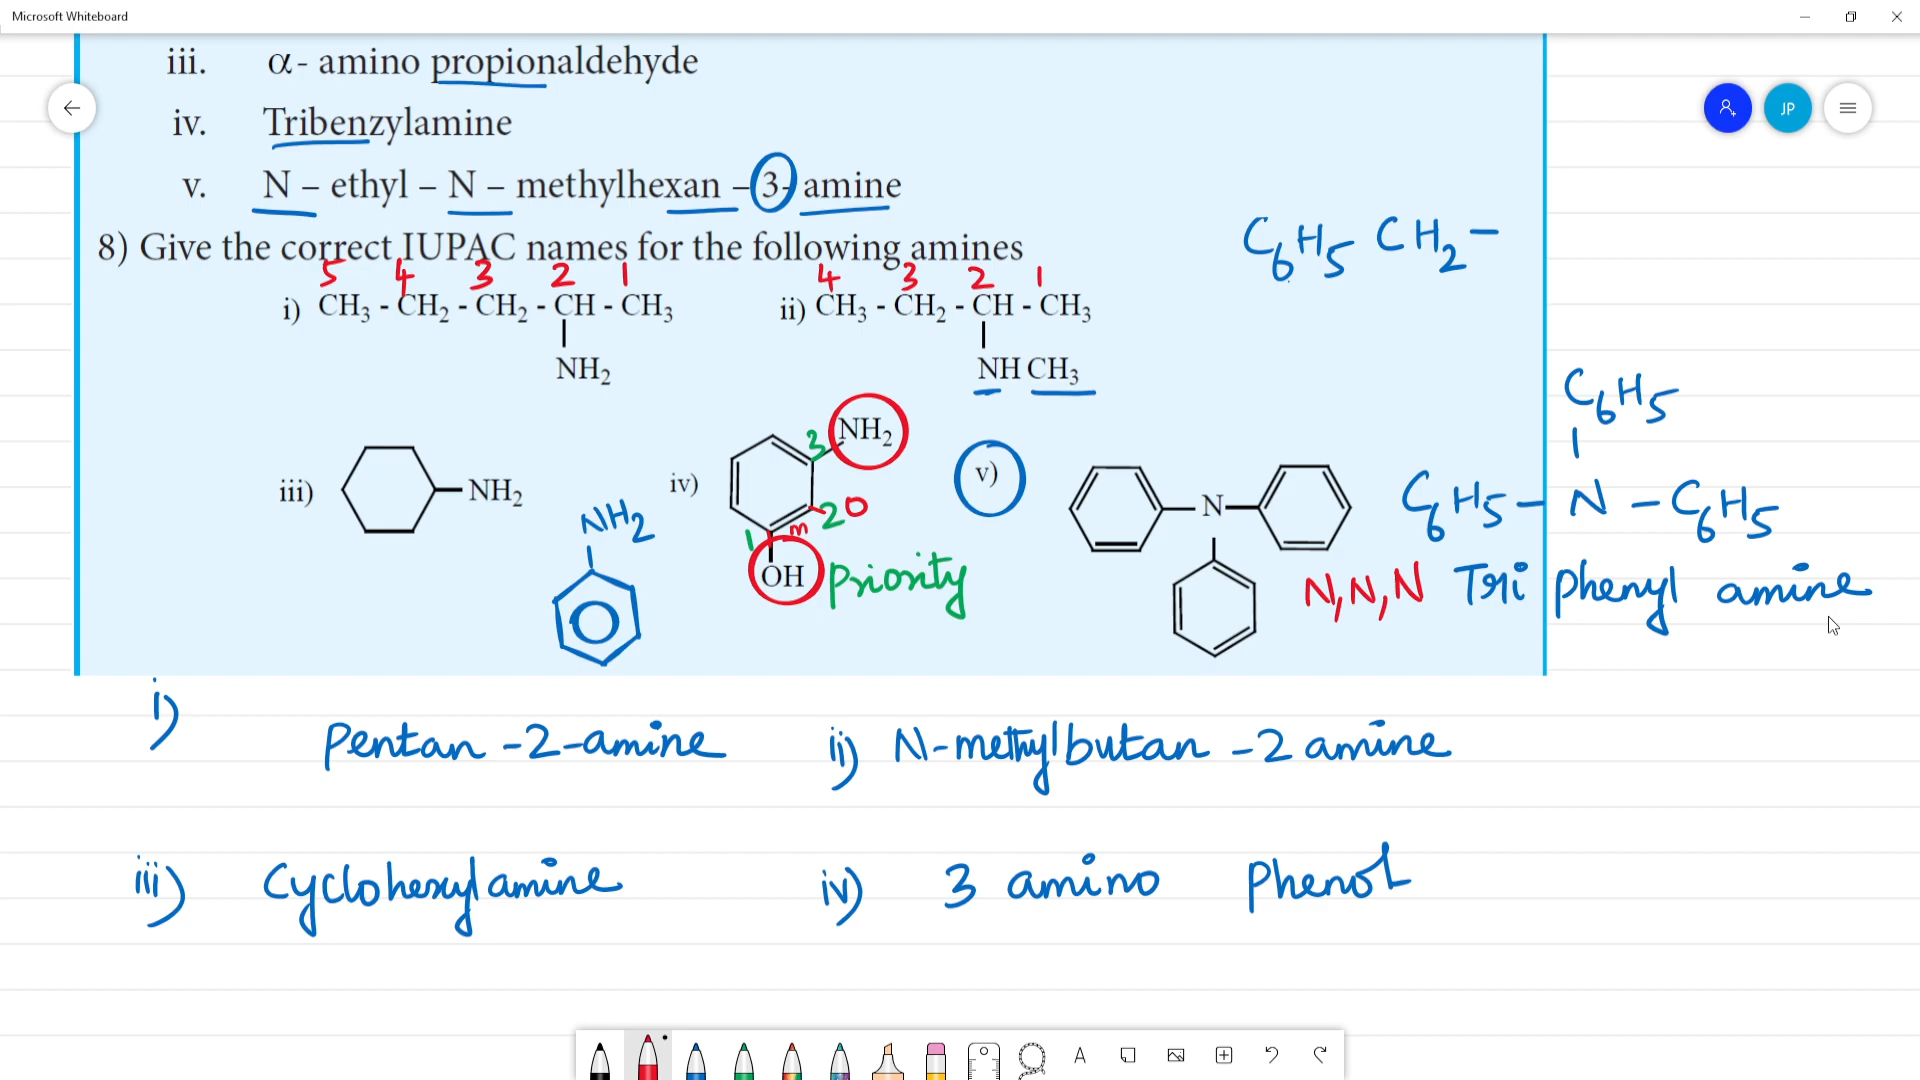 Microsoft Whiteboard
iii. α- amino propionaldehyde
iv. Tribenzylamine
v. N – ethyl – N – methylhexan –3- amine
JP
8) Give the correct IUPAC names for the following amines
C6H5 CH2 –
5 4 3 2 1
i) CH3 - CH2 - CH2 - CH - CH3
NH2
4 3 2 1
ii) CH3 - CH2 - CH - CH3
NH CH3
iii) NH2
NH2
iv) NH2
3
2 o
1 m
OH Priority
v) N
C6H5
C6H5 – N – C6H5
N,N,N Tri phenyl amine
i) Pentan -2-amine
ii) N-methylbutan -2 amine
iii) Cyclohexylamine
iv) 3 amino Phenol
A